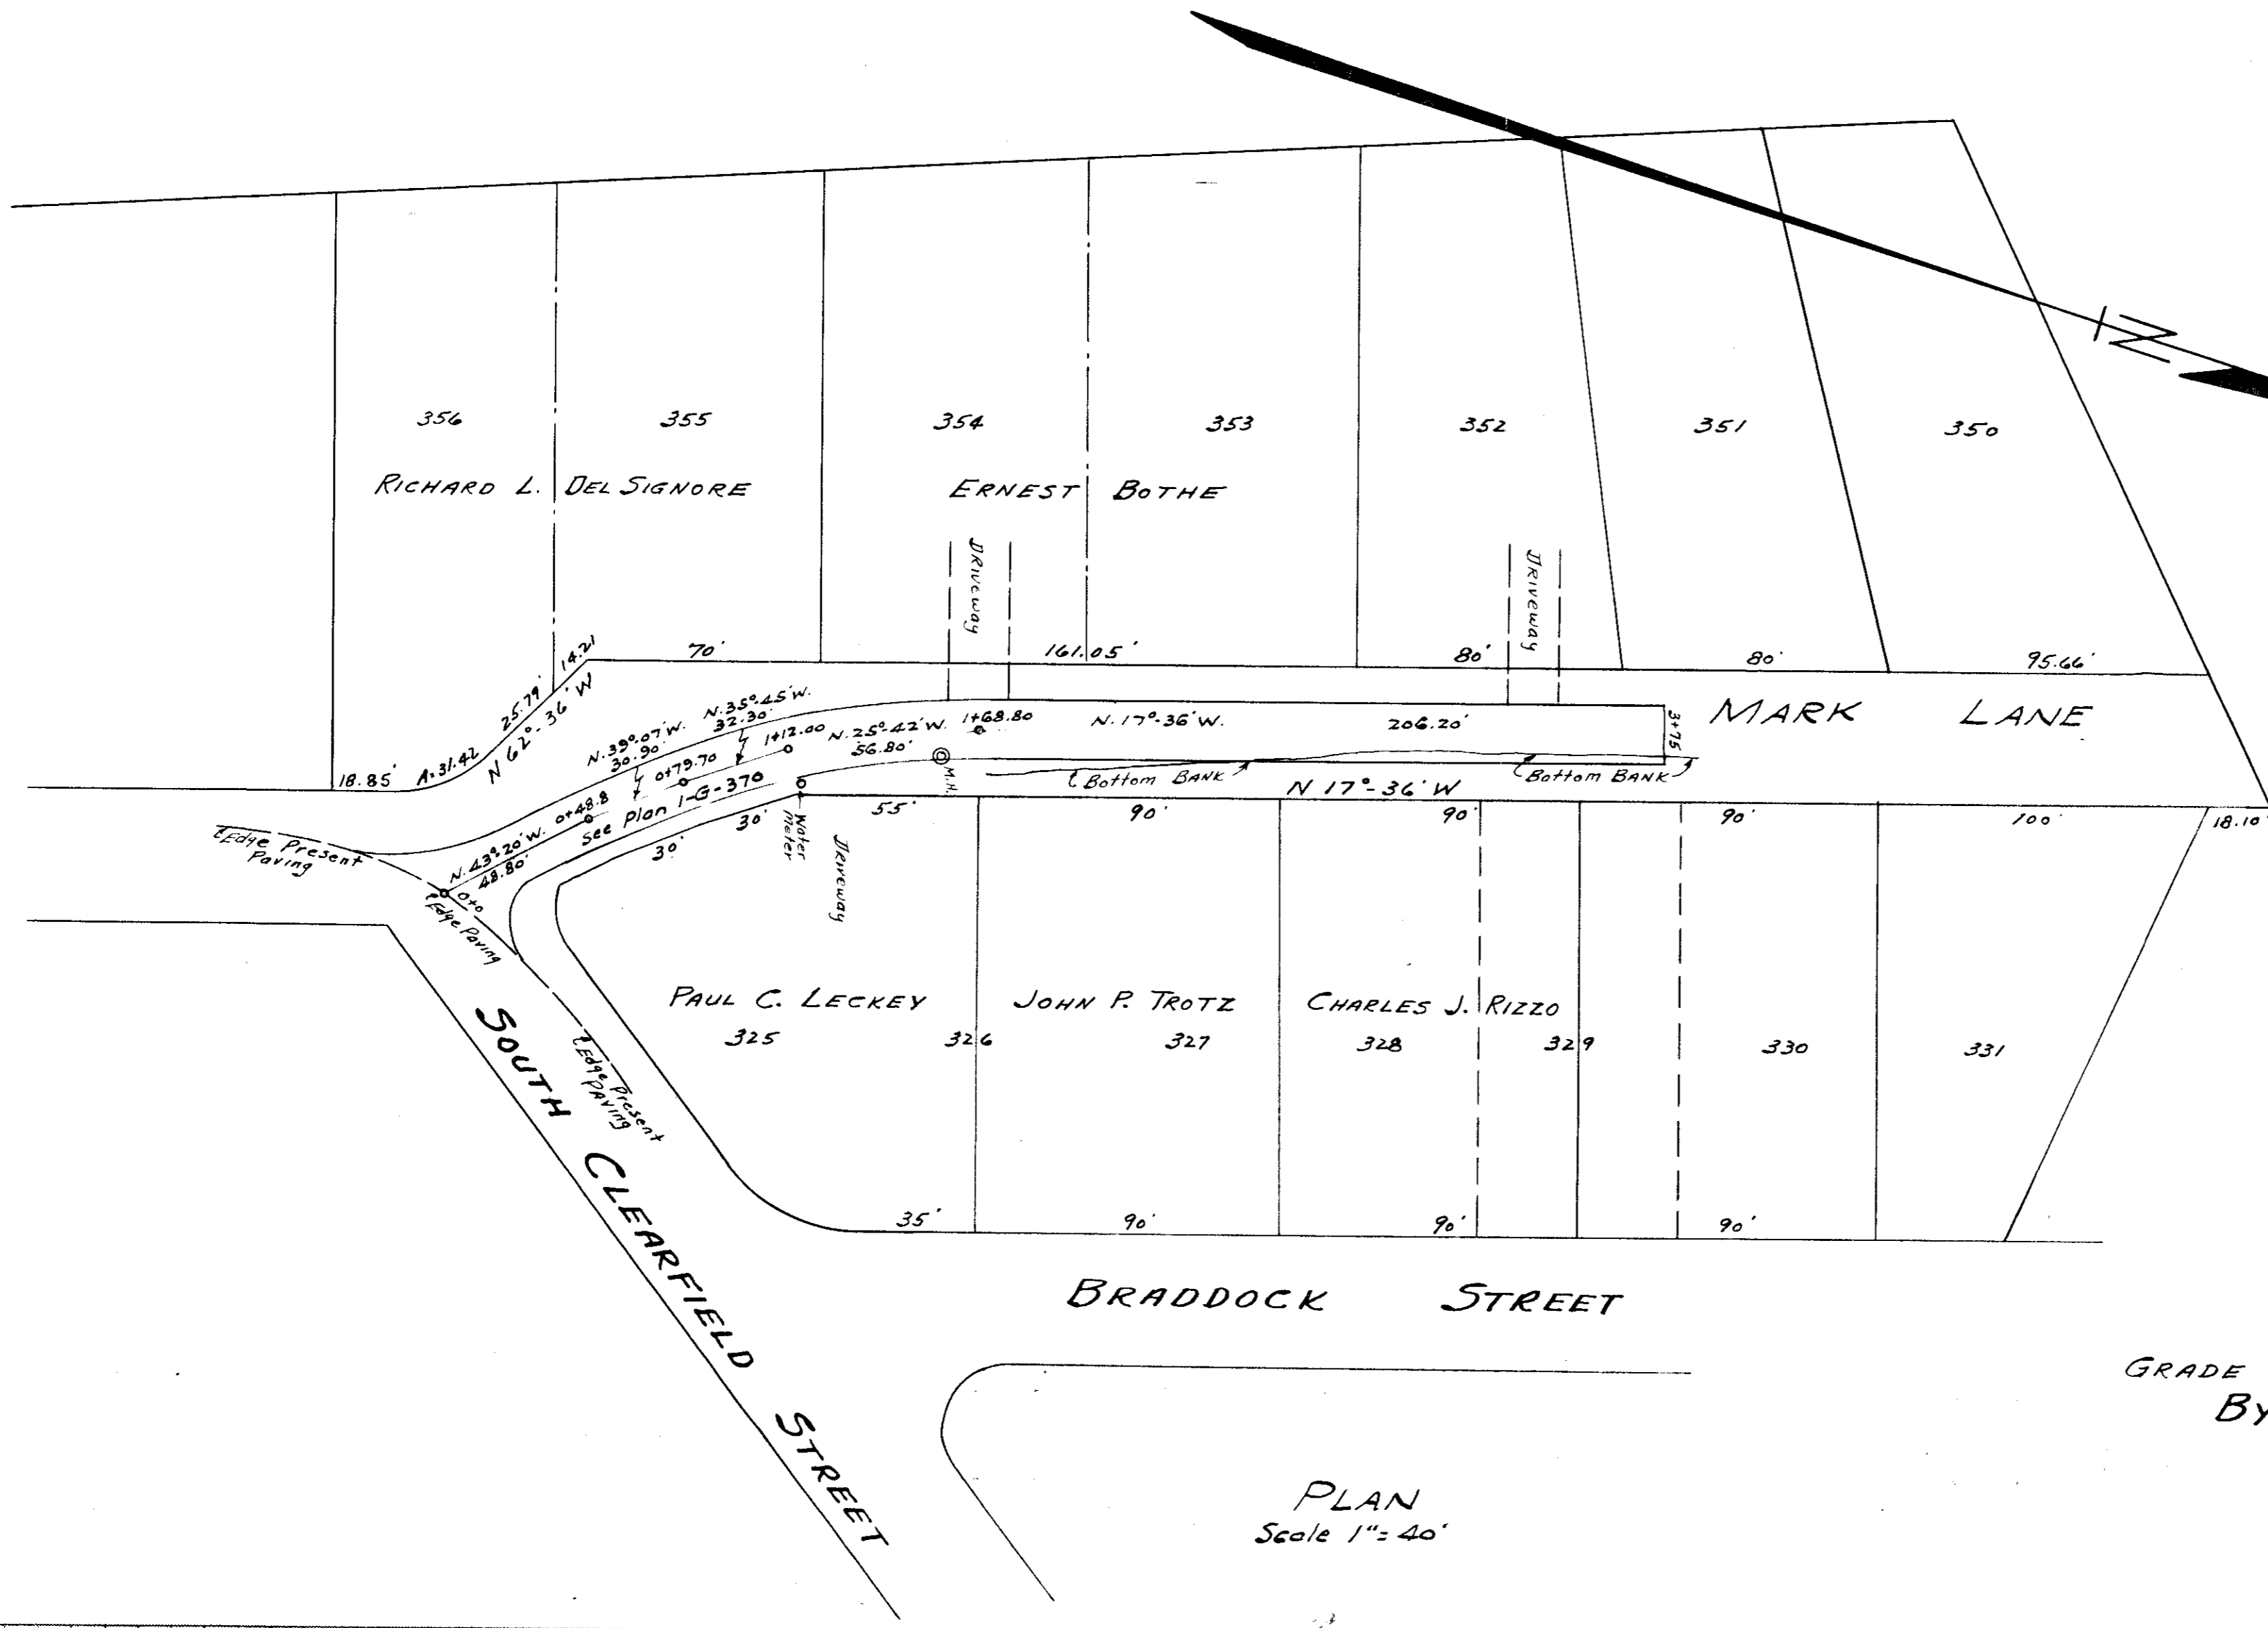 N
356
355
354
353
352
351
350
RICHARD L. DEL SIGNORE
ERNEST BOTHE
DRIVEWAY
DRIVEWAY
18.85'
A=31.42
25.79'
14.21
N 62°-36' W
70'
161.05'
80'
80'
95.66'
MARK LANE
N.39°-07'W.
30.90'
N.35°-45'W.
32.30'
N.25°-42'W.
56.80'
1+68.80
N.17°-36'W.
206.20'
3+75
0+48.8
0+79.70
1+12.00
See Plan 1-G-370
N.43°20'W.
48.80'
0+0
M.H.
Bottom BANK
Bottom BANK
N 17°-36' W
Edge Present
Paving
Edge Paving
Edge Present
PAVING
30'
30'
Water
Meter
DRIVEWAY
55'
90'
90'
90'
100'
18.10'
PAUL C. LECKEY
JOHN P. TROTZ
CHARLES J. RIZZO
325
326
327
328
329
330
331
35'
90'
90'
90'
SOUTH CLEARFIELD STREET
BRADDOCK STREET
GRADE
BY
PLAN
Scale 1"=40'